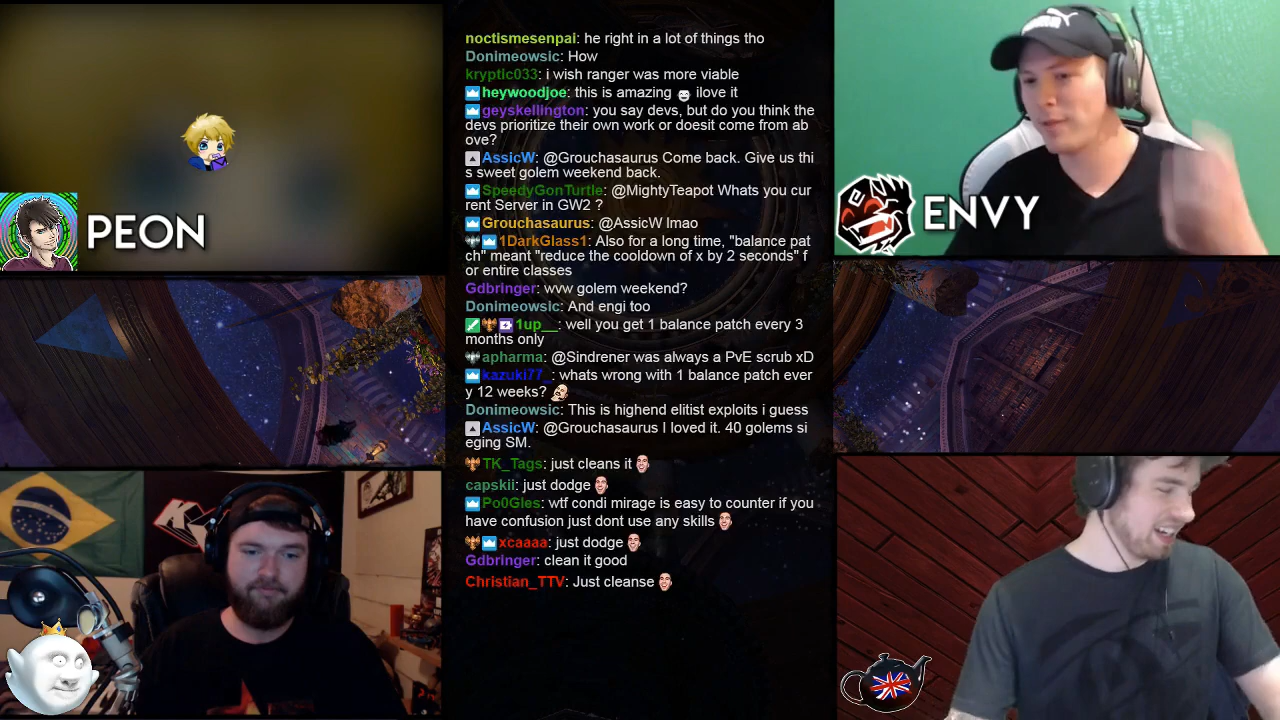 noctismesenpai: he right in a lot of things tho
Donimeowsic: How
kryptic033: i wish ranger was more viable
heywoodjoe: this is amazing ilove it
geyskellington: you say devs, but do you think the
devs prioritize their own work or doesit come from ab
ove?
AssicW: @Grouchasaurus Come back. Give us thi
s sweet golem weekend back.
SpeedyGonTurtle: @MightyTeapot Whats you cur
rent Server in GW2 ?
Grouchasaurus: @AssicW lmao
1DarkGlass1: Also for a long time, "balance pat
ch" meant "reduce the cooldown of x by 2 seconds" f
or entire classes
Gdbringer: wvw golem weekend?
Donimeowsic: And engi too
1up__: well you get 1 balance patch every 3
months only
apharma: @Sindrener was always a PvE scrub xD
kazuki77_: whats wrong with 1 balance patch ever
y 12 weeks?
Donimeowsic: This is highend elitist exploits i guess
AssicW: @Grouchasaurus I loved it. 40 golems si
eging SM.
TK_Tags: just cleans it
capskii: just dodge
Po0Gles: wtf condi mirage is easy to counter if you
have confusion just dont use any skills
xcaaaa: just dodge
Gdbringer: clean it good
Christian_TTV: Just cleanse
PEON
ENVY
PUMA